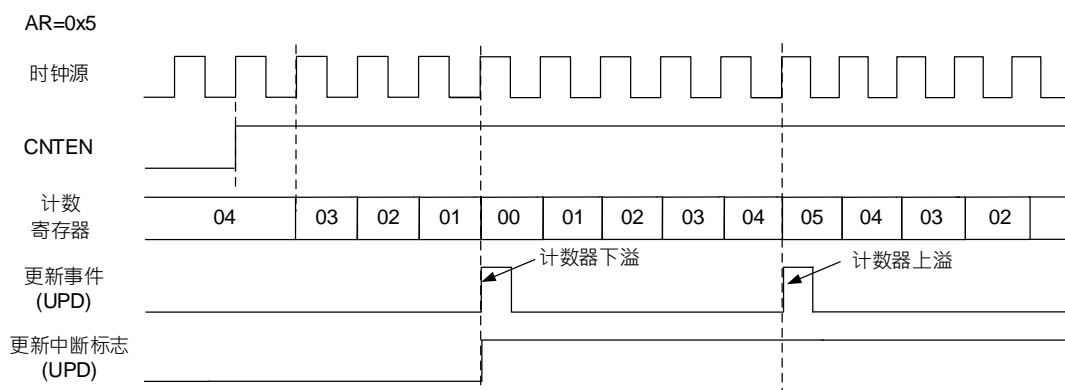 AR=0x5
时钟源
CNTEN
计数
寄存器
04 03 02 01 00 01 02 03 04 05 04 03 02
计数器下溢
计数器上溢
更新事件
(UPD)
更新中断标志
(UPD)